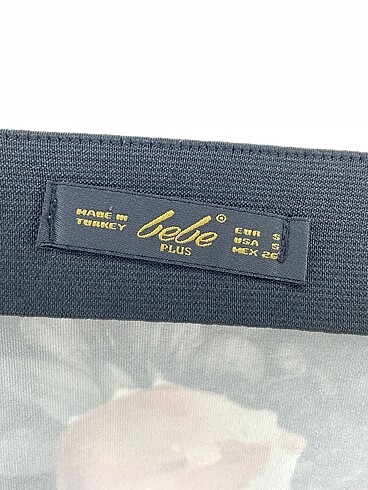 MADE IN
TURKEY
bebe®
PLUS
EUR S
USA S
MEX 26